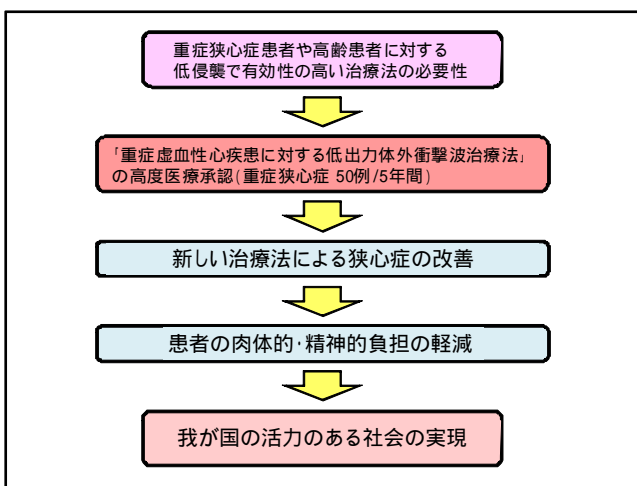 重症狭心症患者や高齢患者に対する
低侵襲で有効性の高い治療法の必要性
「重症虚血性心疾患に対する低出力体外衝撃波治療法」
の高度医療承認(重症狭心症 50例/5年間)
新しい治療法による狭心症の改善
患者の肉体的・精神的負担の軽減
我が国の活力のある社会の実現